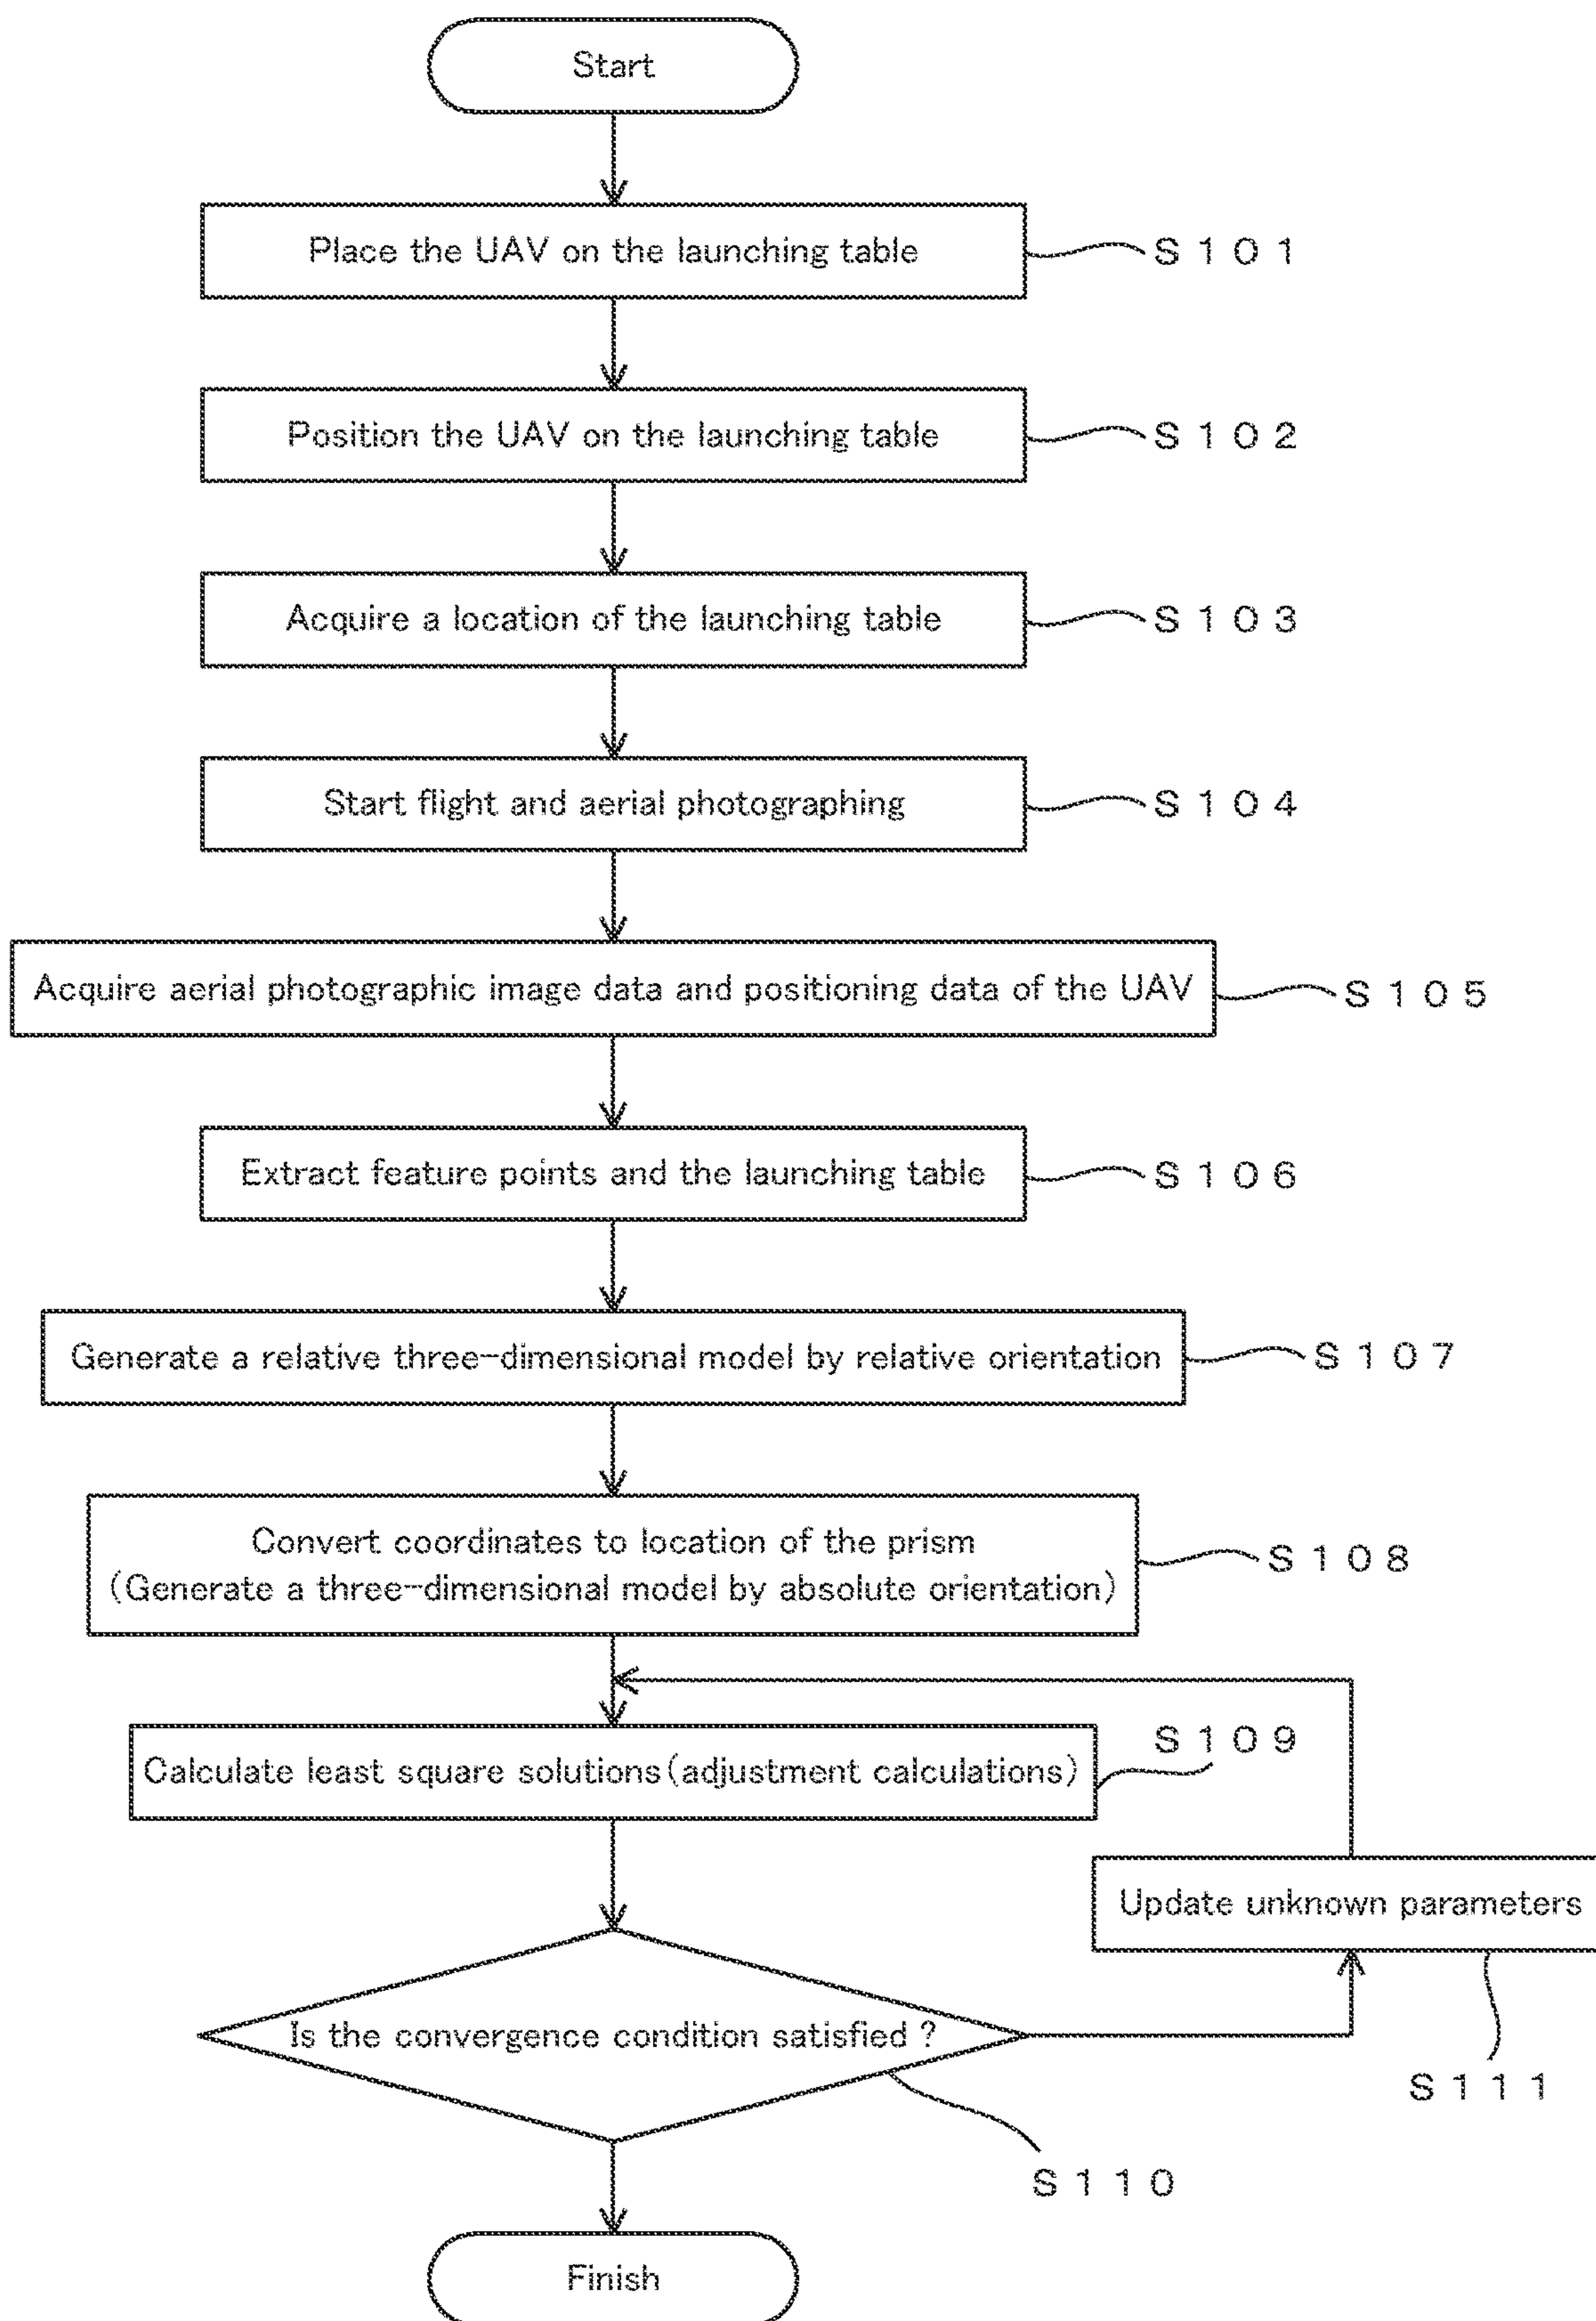 Start
Place the UAV on the launching table
S101
Position the UAV on the launching table
S102
Acquire a location of the launching table
S103
Start flight and aerial photographing
S104
Acquire aerial photographic image data and positioning data of the UAV
S105
Extract feature points and the launching table
S106
Generate a relative three-dimensional model by relative orientation
S107
Convert coordinates to location of the prism
(Generate a three-dimensional model by absolute orientation)
S108
Calculate least square solutions(adjustment calculations)
S109
Update unknown parameters
S111
Is the convergence condition satisfied ?
S110
Finish